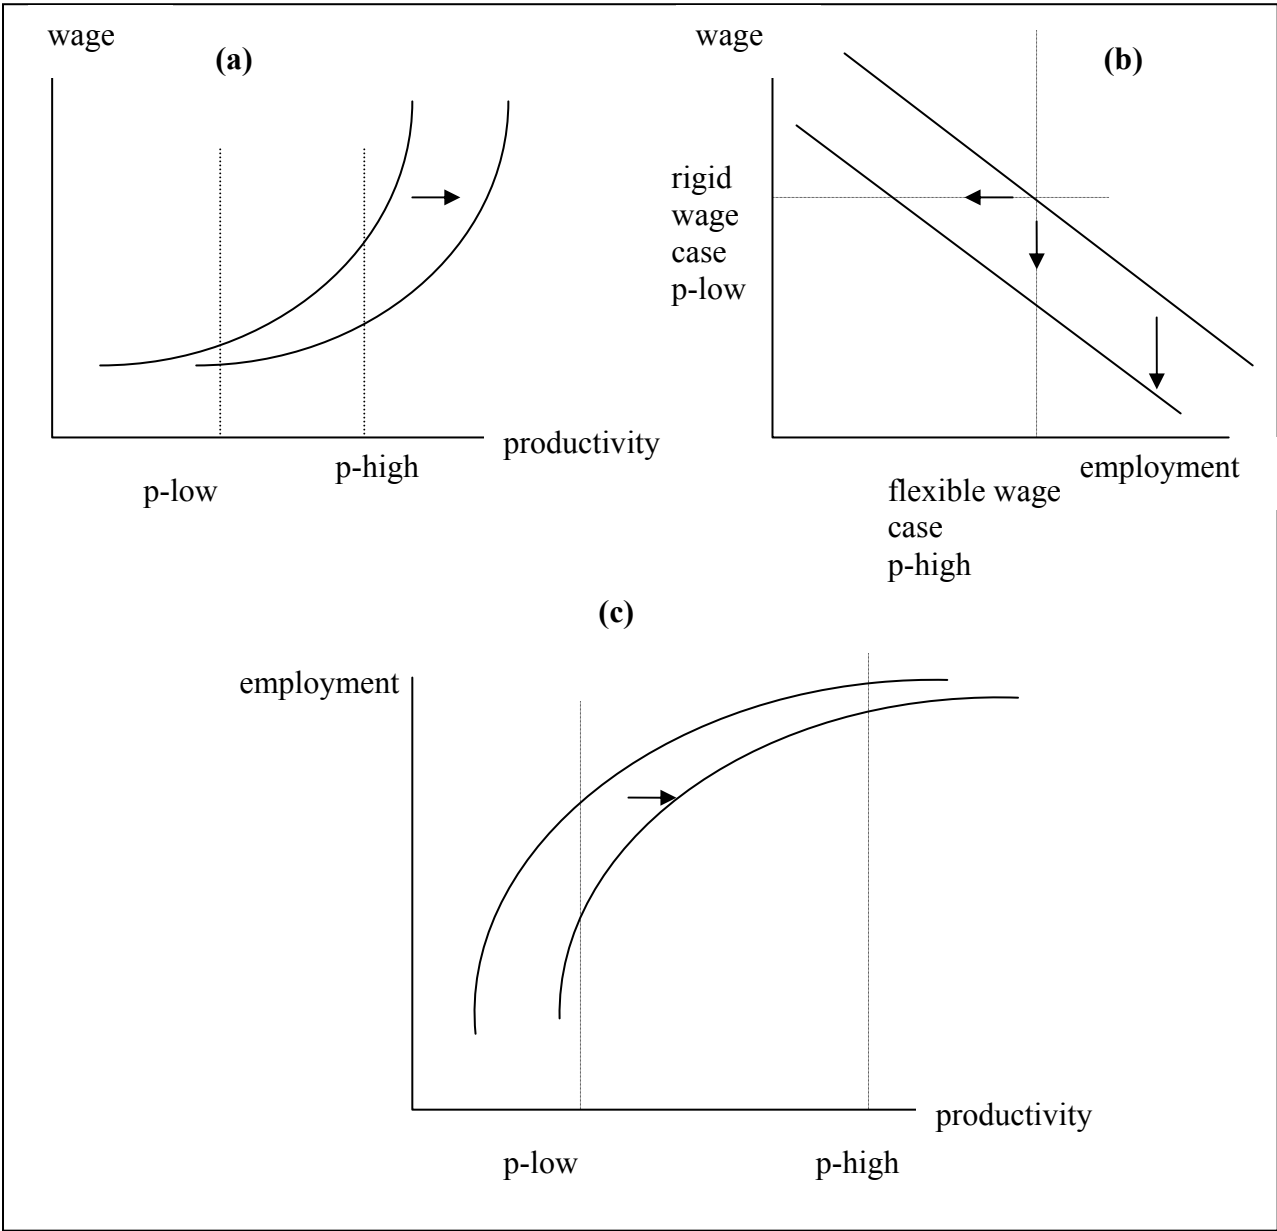 wage
(a)
productivity
p-high
p-low
wage
(b)
rigid
wage
case
p-low
employment
flexible wage
case
p-high
(c)
employment
productivity
p-low
p-high